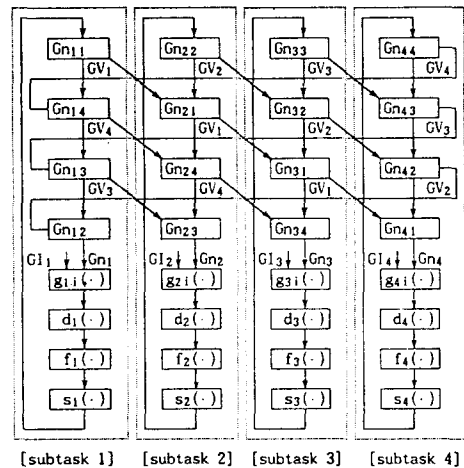 Gn11 Gn22 Gn33 Gn44
GV1 GV2 GV3 GV4
Gn14 Gn21 Gn32 Gn43
GV4 GV1 GV2 GV3
Gn13 Gn24 Gn31 Gn42
GV3 GV4 GV1 GV2
Gn12 Gn23 Gn34 Gn41
GI1 Gn1 GI2 Gn2 GI3 Gn3 GI4 Gn4
g1i(·) g2i(·) g3i(·) g4i(·)
d1(·) d2(·) d3(·) d4(·)
f1(·) f2(·) f3(·) f4(·)
s1(·) s2(·) s3(·) s4(·)
[subtask 1] [subtask 2] [subtask 3] [subtask 4]